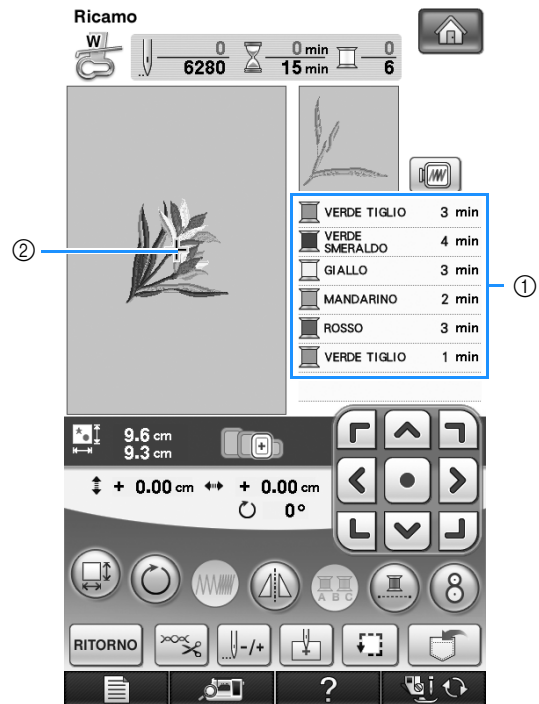 Ricamo
W
0 0 min 0
6280 15 min 6
VERDE TIGLIO 3 min
VERDE
SMERALDO 4 min
GIALLO 3 min
MANDARINO 2 min
ROSSO 3 min
VERDE TIGLIO 1 min
①
②
9.6 cm
9.3 cm
+ 0.00 cm + 0.00 cm
0°
A B C
8
RITORNO
-/+
?